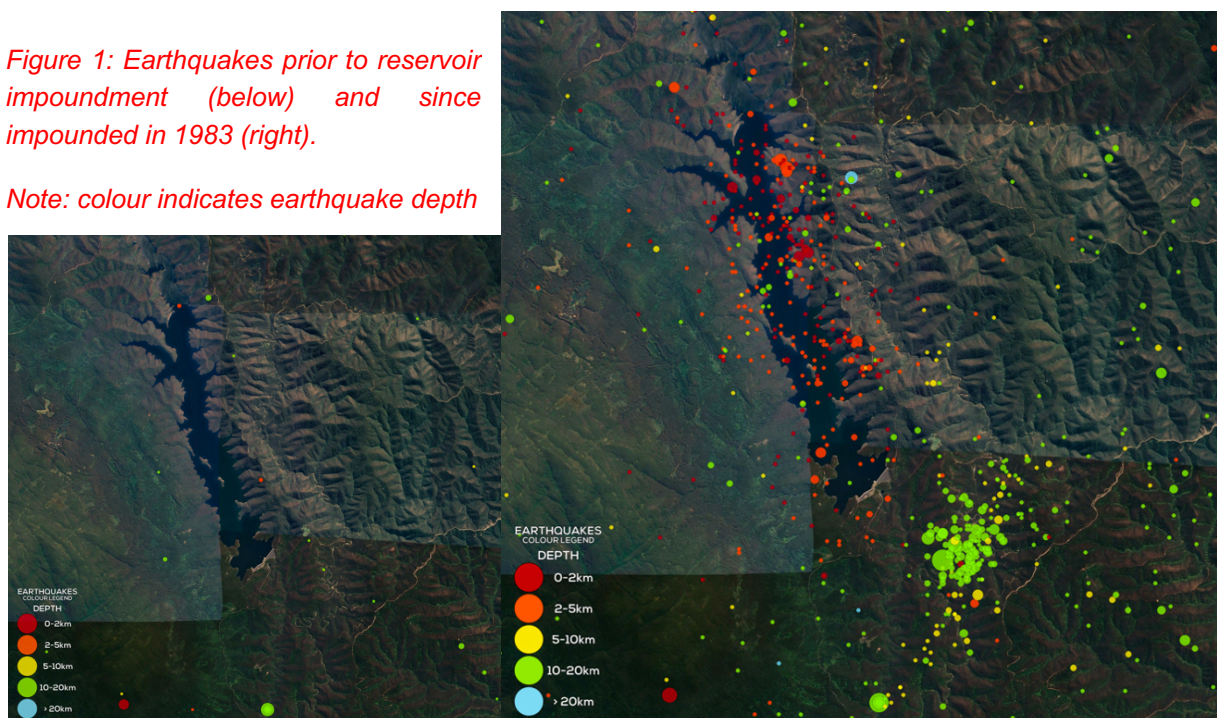 Figure 1: Earthquakes prior to reservoir
impoundment (below) and since
impounded in 1983 (right).
Note: colour indicates earthquake depth
EARTHQUAKES
COLOUR LEGEND
DEPTH
0-2km
2-5km
5-10km
10-20km
> 20km
EARTHQUAKES
COLOUR LEGEND
DEPTH
0-2km
2-5km
5-10km
10-20km
> 20km